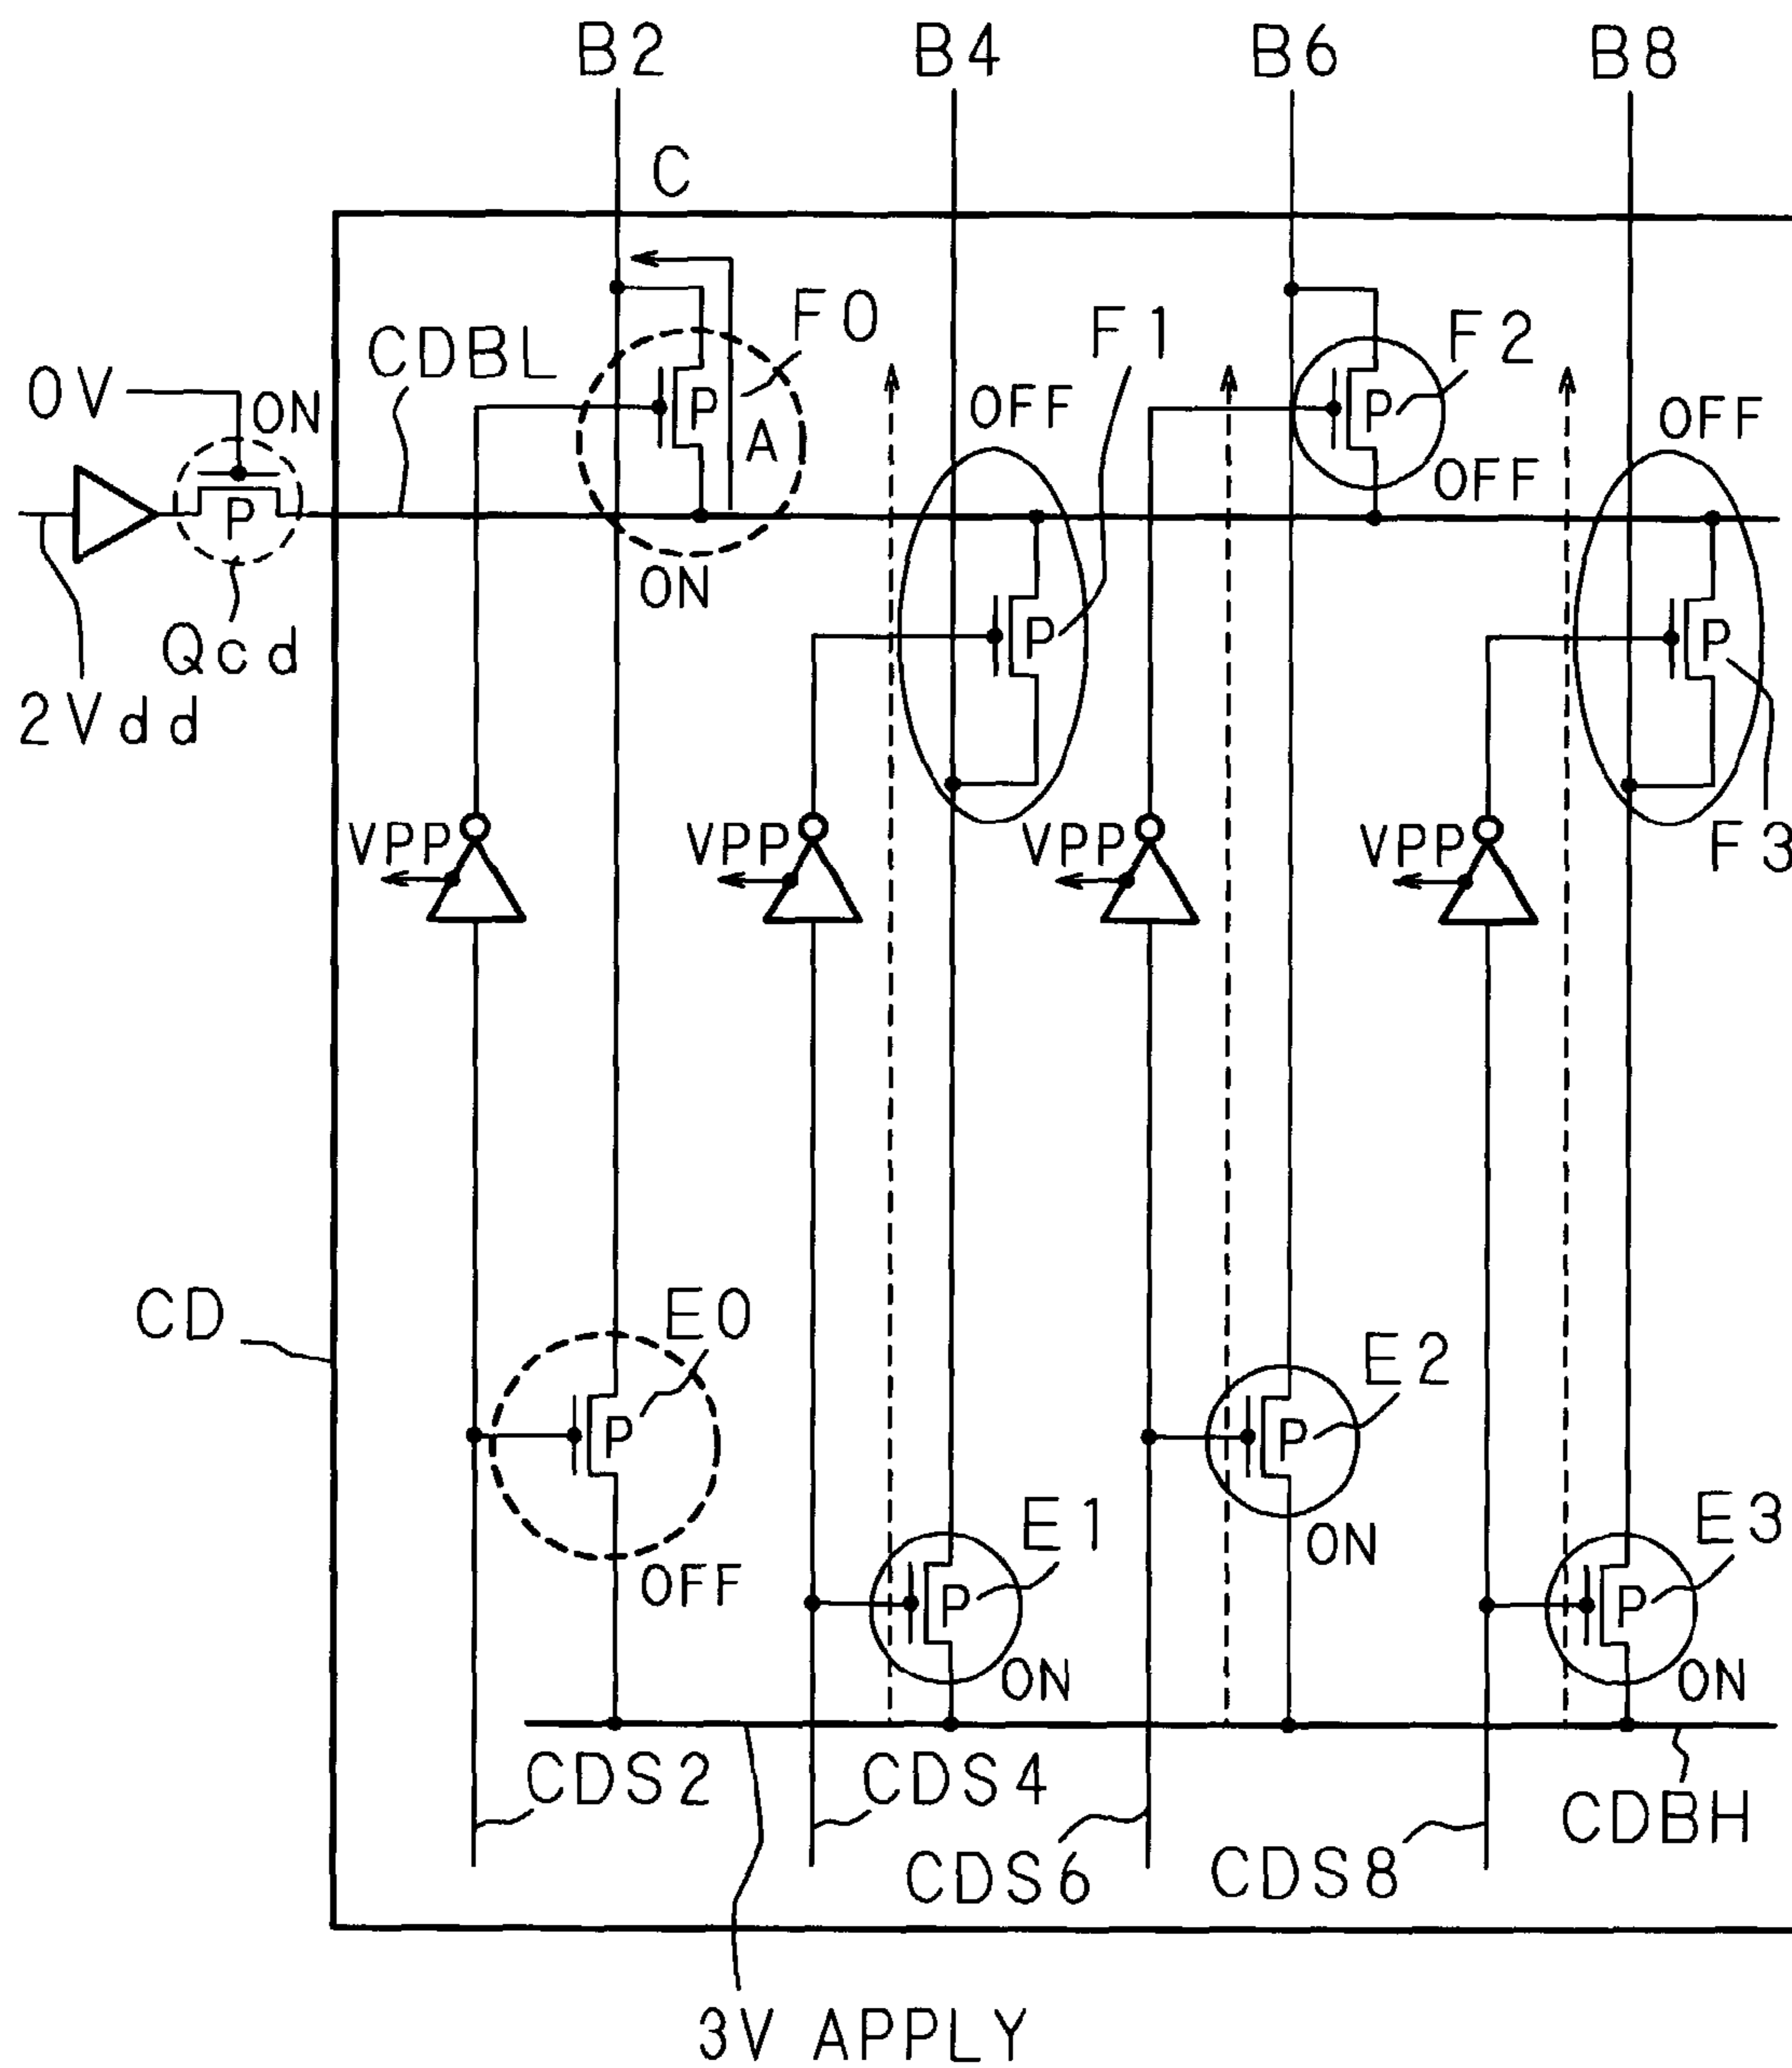 B2 B4 B6 B8
C
F0 F1 F2
CDBL
0V ON
P P A OFF P OFF
OFF
P
ON
Qcd P P
2Vdd
VPP VPP VPP VPP F3
CD E0
E2
P P
E1 ON E3
OFF
P P
ON ON
CDS2 CDS4 CDBH
CDS6 CDS8
3V APPLY